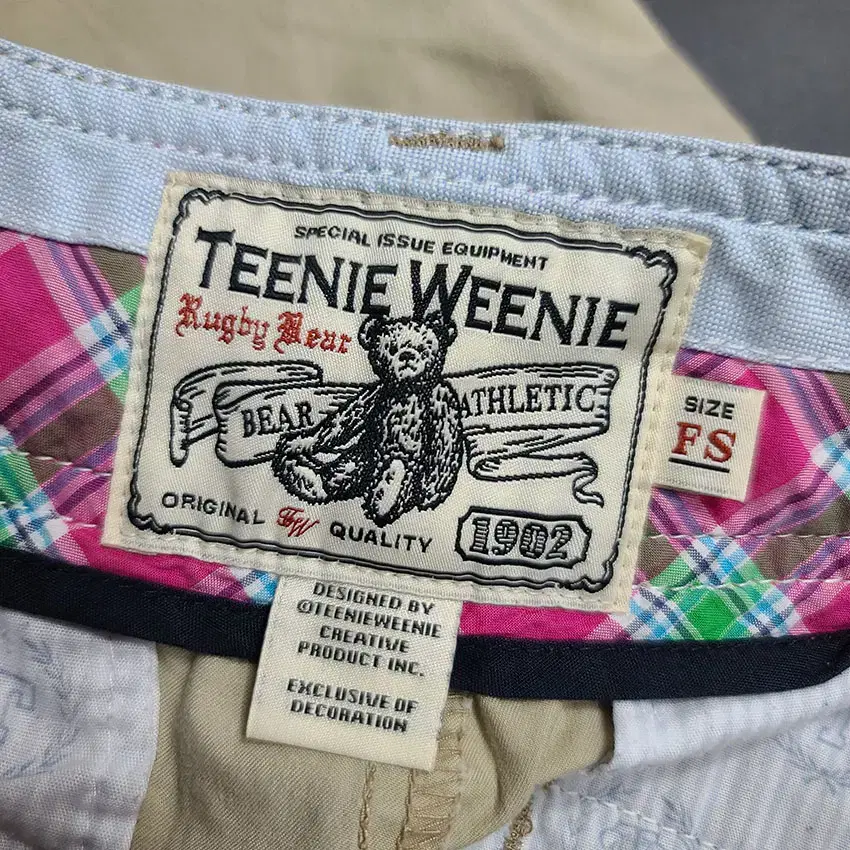 SPECIAL ISSUE EQUIPMENT
TEENIE WEENIE
Rugby Bear
BEAR ATHLETIC
ORIGINAL TW QUALITY
1902
SIZE
FS
DESIGNED BY
©TEENIEWEENIE
CREATIVE
PRODUCT INC.
EXCLUSIVE OF
DECORATION